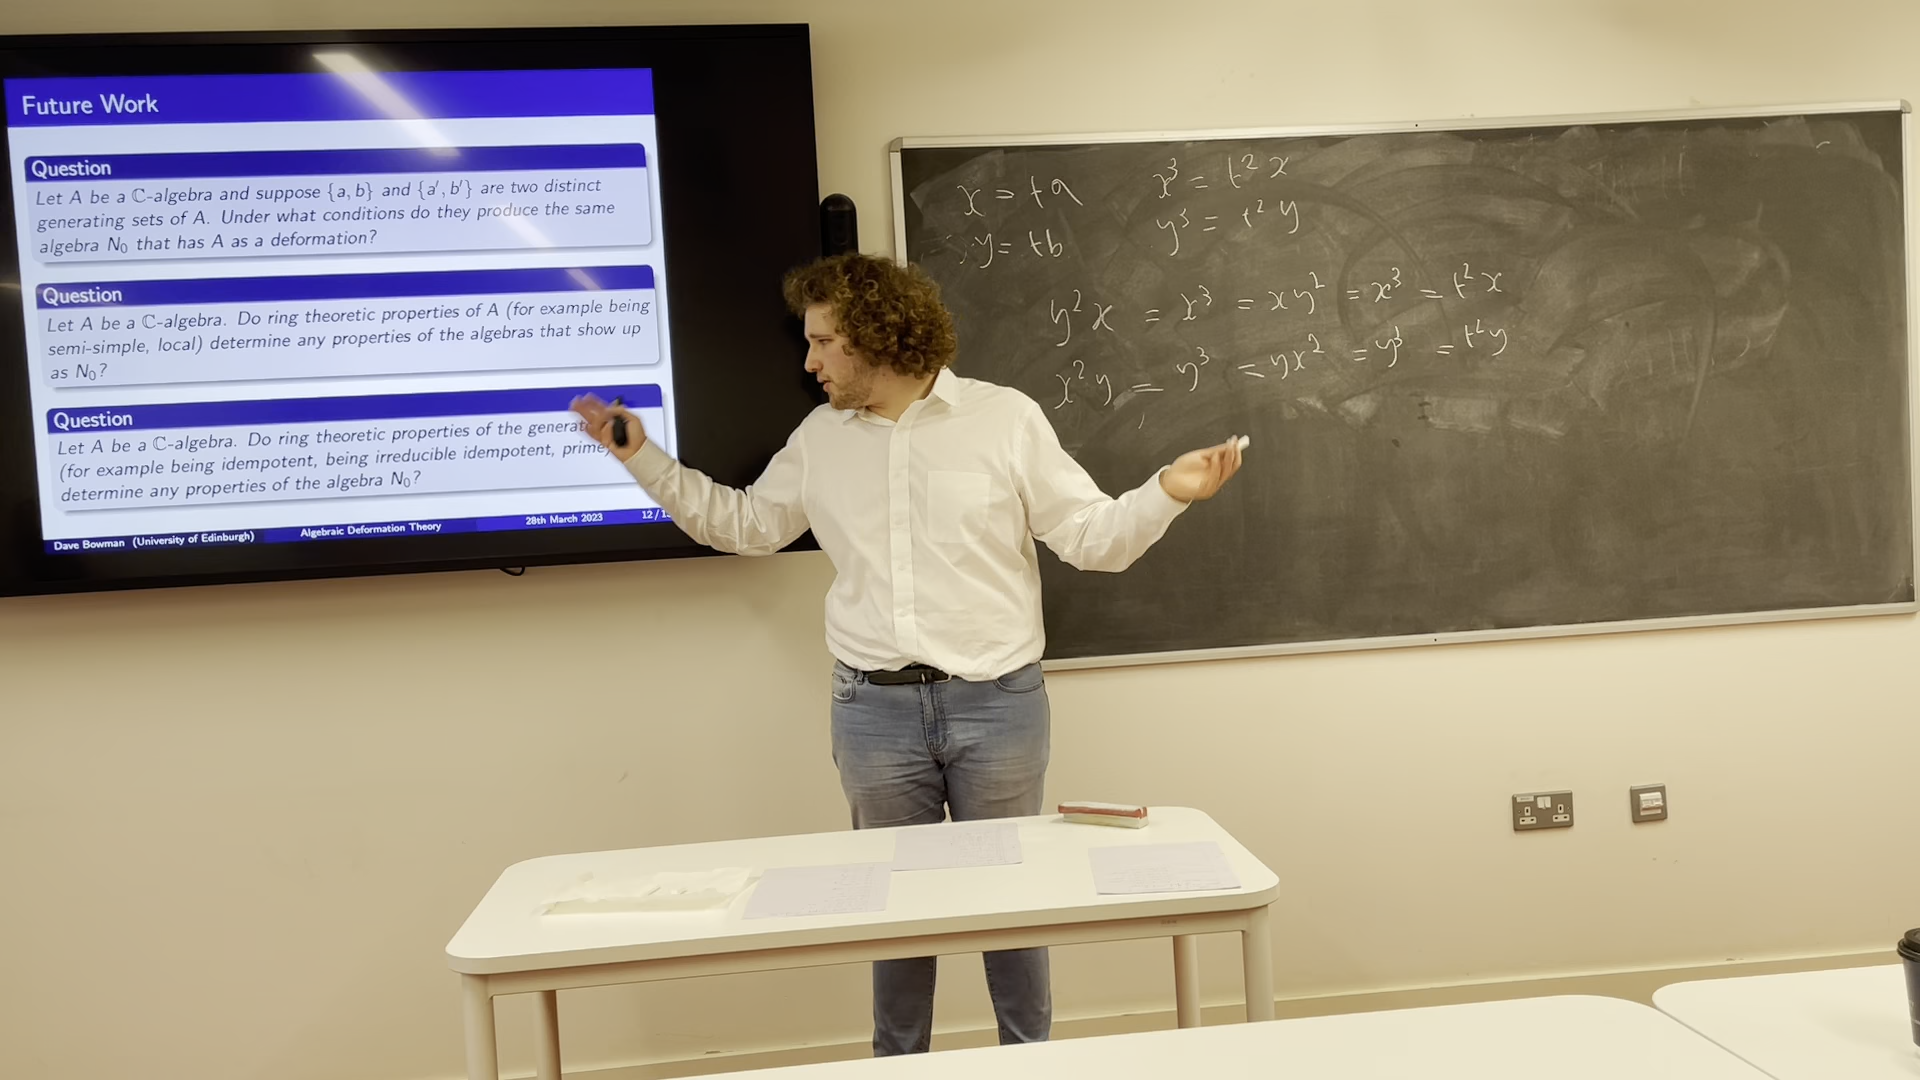 Future Work
Question
Let A be a ℂ-algebra and suppose {a, b} and {a′, b′} are two distinct
generating sets of A. Under what conditions do they produce the same
algebra N₀ that has A as a deformation?
Question
Let A be a ℂ-algebra. Do ring theoretic properties of A (for example being
semi-simple, local) determine any properties of the algebras that show up
as N₀?
Question
Let A be a ℂ-algebra. Do ring theoretic properties of the
(for example being idempotent, being irreducible idempotent, prime)
determine any properties of the algebra N₀?
Dave Bowman (University of Edinburgh) Algebraic Deformation Theory 28th March 2023 12 /
x = ta
y = tb
x³ = t² x
y³ = t² y
y²x = x³ = xy² = x³ = t²x
x²y = y³ = yx² = y³ = t²y